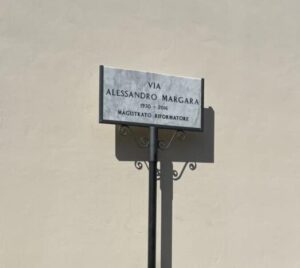 VIA
ALESSANDRO MARGARA
1930 - 2016
MAGISTRATO RIFORMATORE